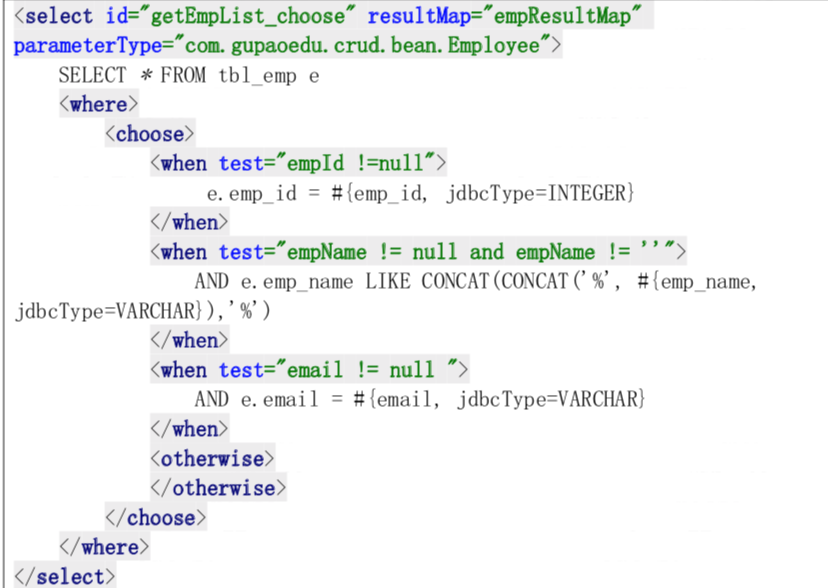 <select id="getEmpList_choose" resultMap="empResultMap"
parameterType="com.gupaoedu.crud.bean.Employee">
SELECT * FROM tbl_emp e
<where>
<choose>
<when test="empId !=null">
e.emp_id = #{emp_id, jdbcType=INTEGER}
</when>
<when test="empName != null and empName != ''">
AND e.emp_name LIKE CONCAT(CONCAT('%', #{emp_name,
jdbcType=VARCHAR}),'%')
</when>
<when test="email != null ">
AND e.email = #{email, jdbcType=VARCHAR}
</when>
<otherwise>
</otherwise>
</choose>
</where>
</select>